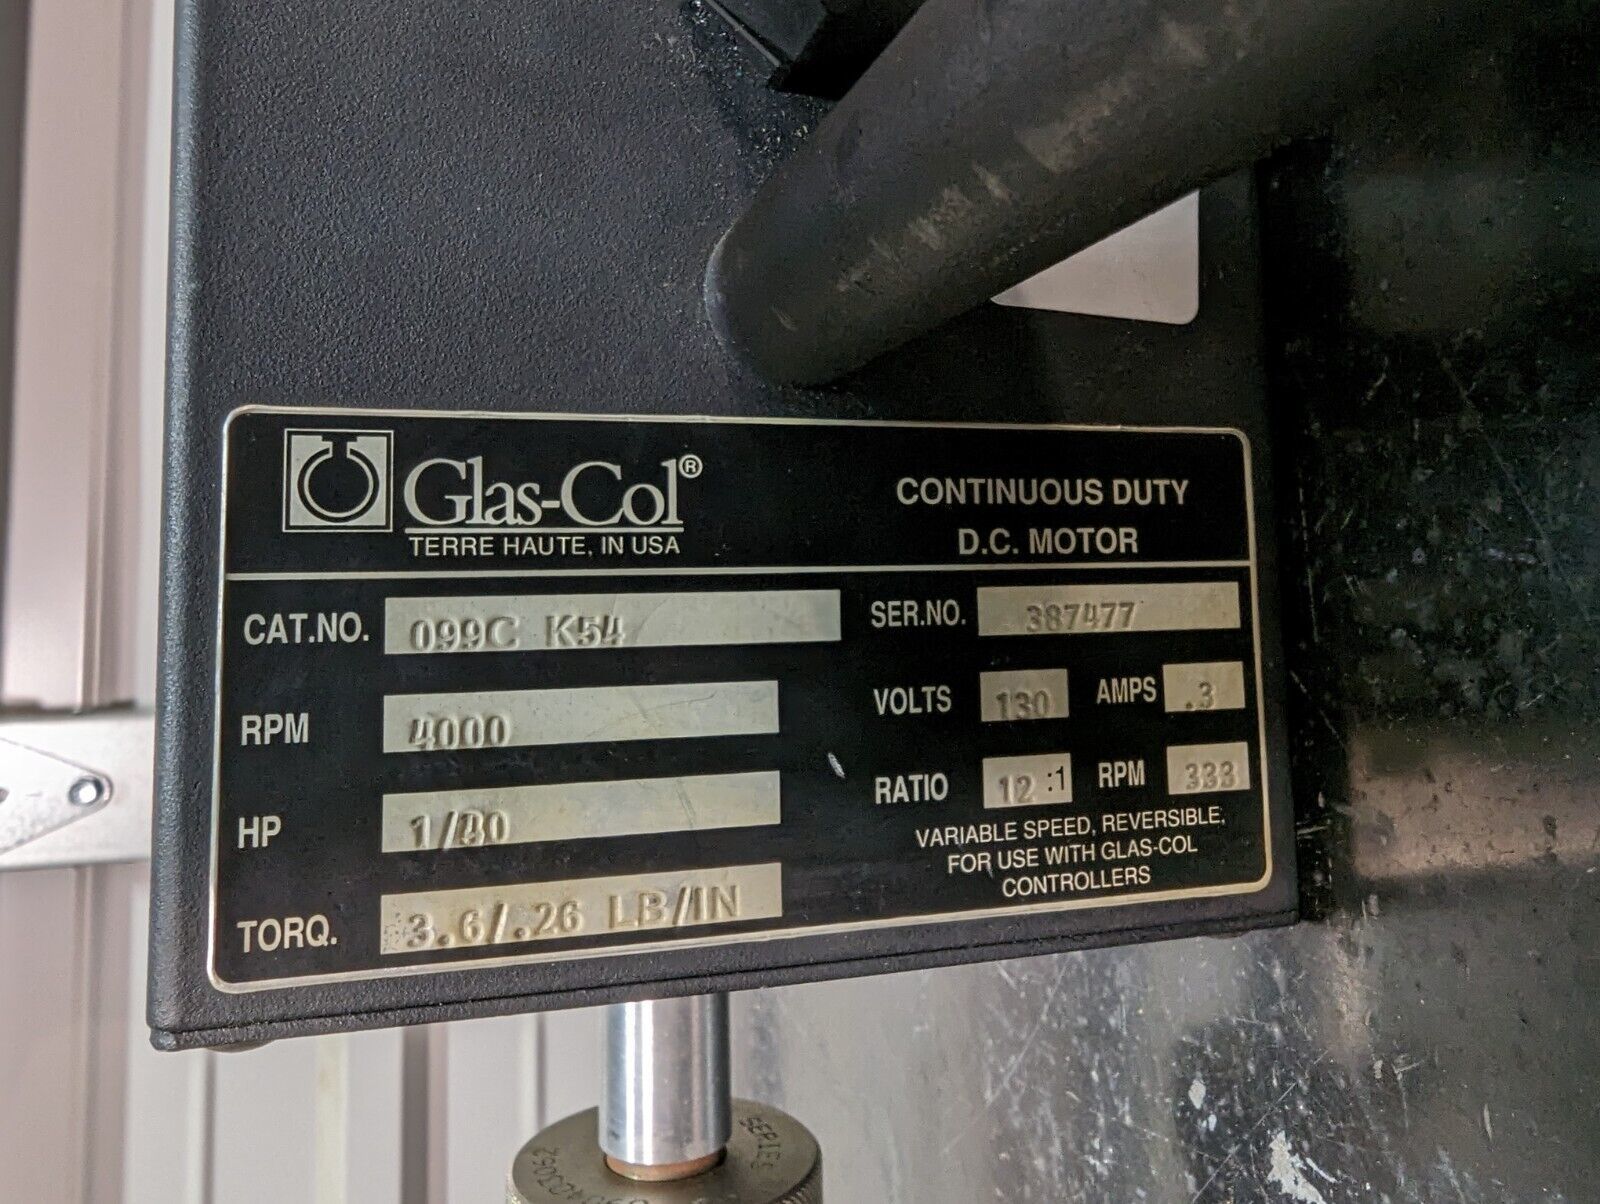 Glas-Col®
TERRE HAUTE, IN USA
CONTINUOUS DUTY
D.C. MOTOR
CAT.NO. 099C K54
SER.NO. 387477
RPM 4000
VOLTS 130 AMPS .3
HP
RATIO 12 :1 RPM 333
TORQ. 3.6/.26 LB/IN
VARIABLE SPEED, REVERSIBLE,
FOR USE WITH GLAS-COL
CONTROLLERS
SERIES